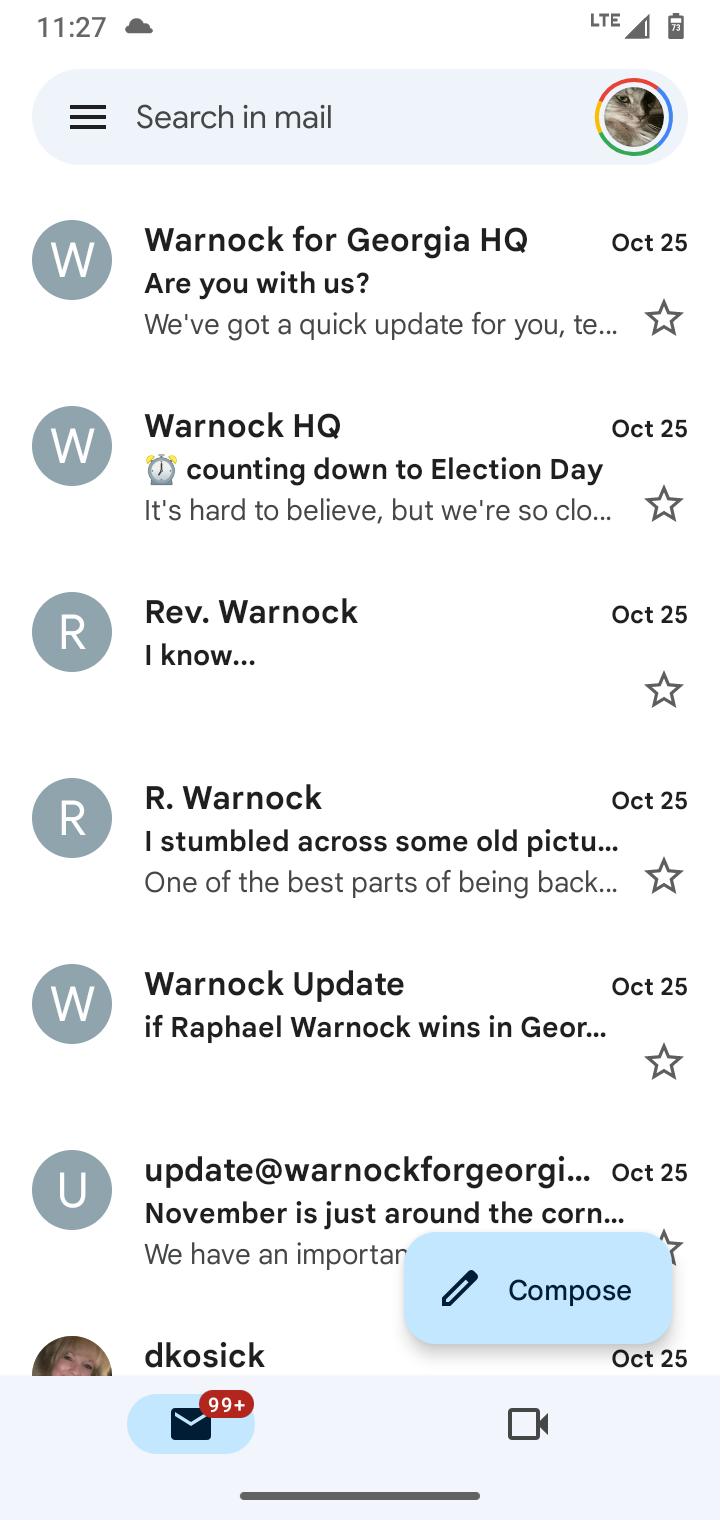 11:27
LTE
73
Search in mail
W
Warnock for Georgia HQ
Oct 25
Are you with us?
We've got a quick update for you, te...
W
Warnock HQ
Oct 25
⏰ counting down to Election Day
It's hard to believe, but we're so clo...
R
Rev. Warnock
Oct 25
I know...
R
R. Warnock
Oct 25
I stumbled across some old pictu...
One of the best parts of being back...
W
Warnock Update
Oct 25
if Raphael Warnock wins in Geor...
U
update@warnockforgeorgi...
Oct 25
November is just around the corn...
We have an importan
Compose
dkosick
Oct 25
99+